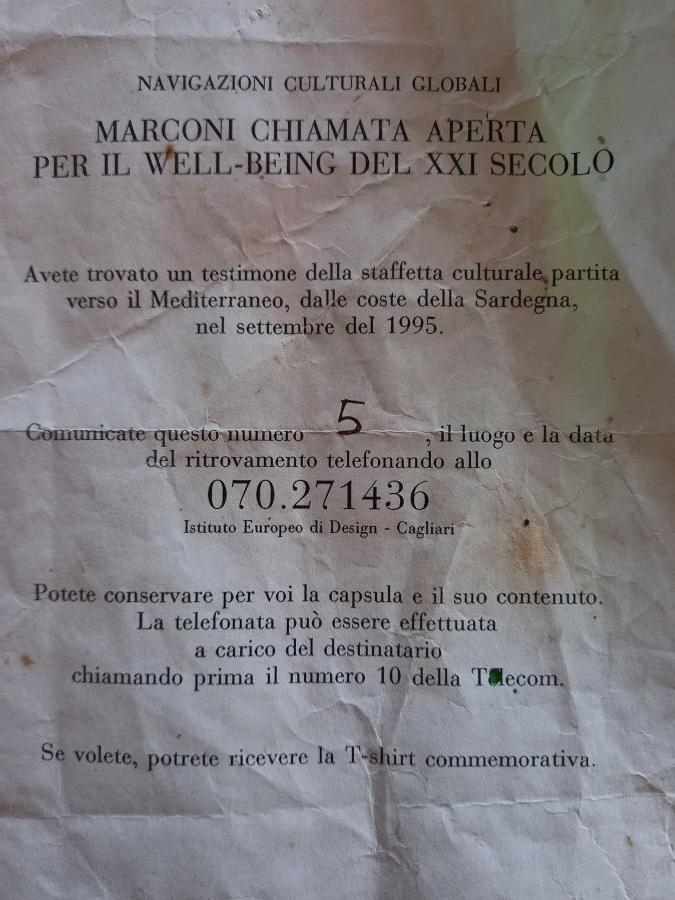 NAVIGAZIONI CULTURALI GLOBALI
MARCONI CHIAMATA APERTA
PER IL WELL-BEING DEL XXI SECOLO
Avete trovato un testimone della staffetta culturale partita
verso il Mediterraneo, dalle coste della Sardegna,
nel settembre del 1995.
Comunicate questo numero 5 , il luogo e la data
del ritrovamento telefonando allo
070.271436
Istituto Europeo di Design - Cagliari
Potete conservare per voi la capsula e il suo contenuto.
La telefonata può essere effettuata
a carico del destinatario
chiamando prima il numero 10 della Telecom.
Se volete, potrete ricevere la T-shirt commemorativa.